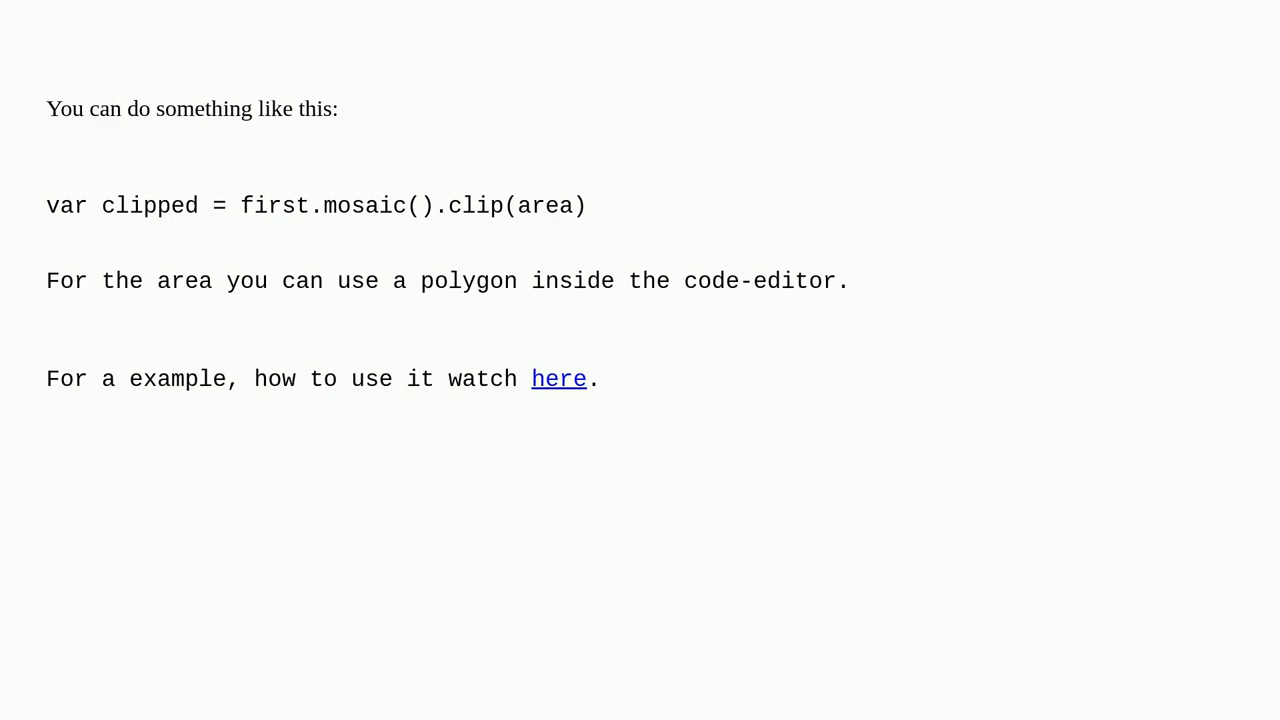 You can do something like this:
var clipped = first.mosaic().clip(area)
For the area you can use a polygon inside the code-editor.
For a example, how to use it watch here.